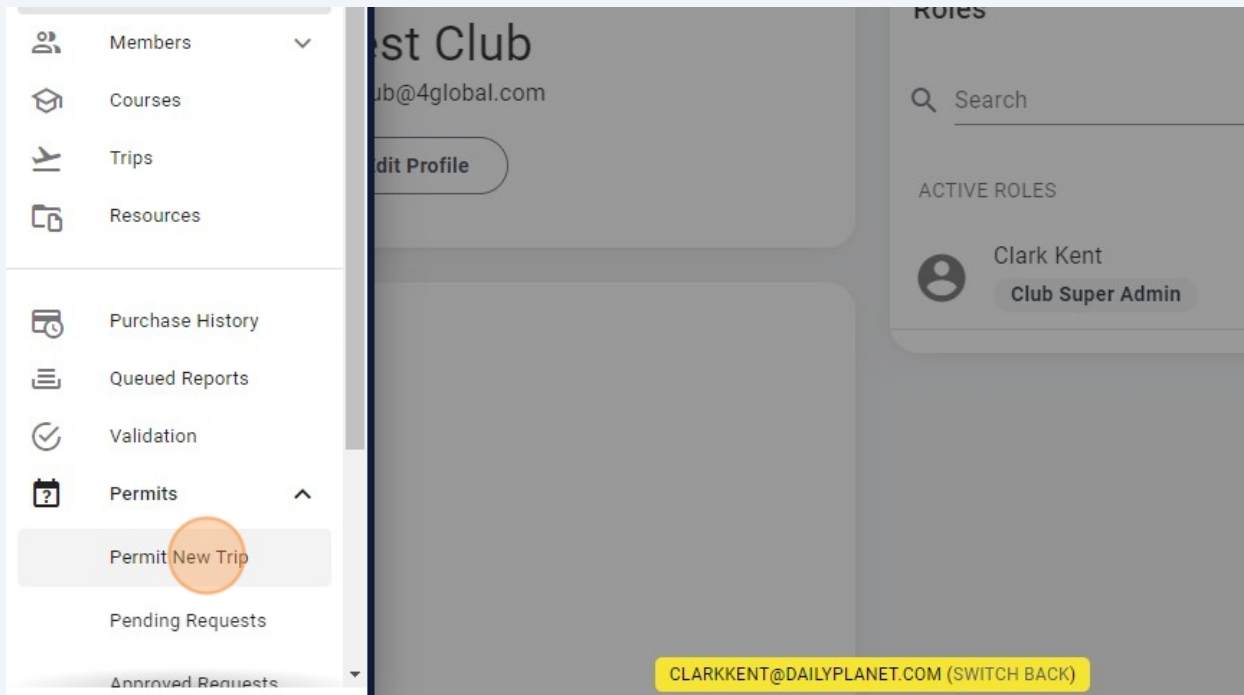 Members
Courses
Trips
Resources
Purchase History
Queued Reports
Validation
Permits
Permit New Trip
Pending Requests
Approved Requests
est Club
ub@4global.com
dit Profile
Roles
Search
ACTIVE ROLES
Clark Kent
Club Super Admin
CLARKKENT@DAILYPLANET.COM (SWITCH BACK)